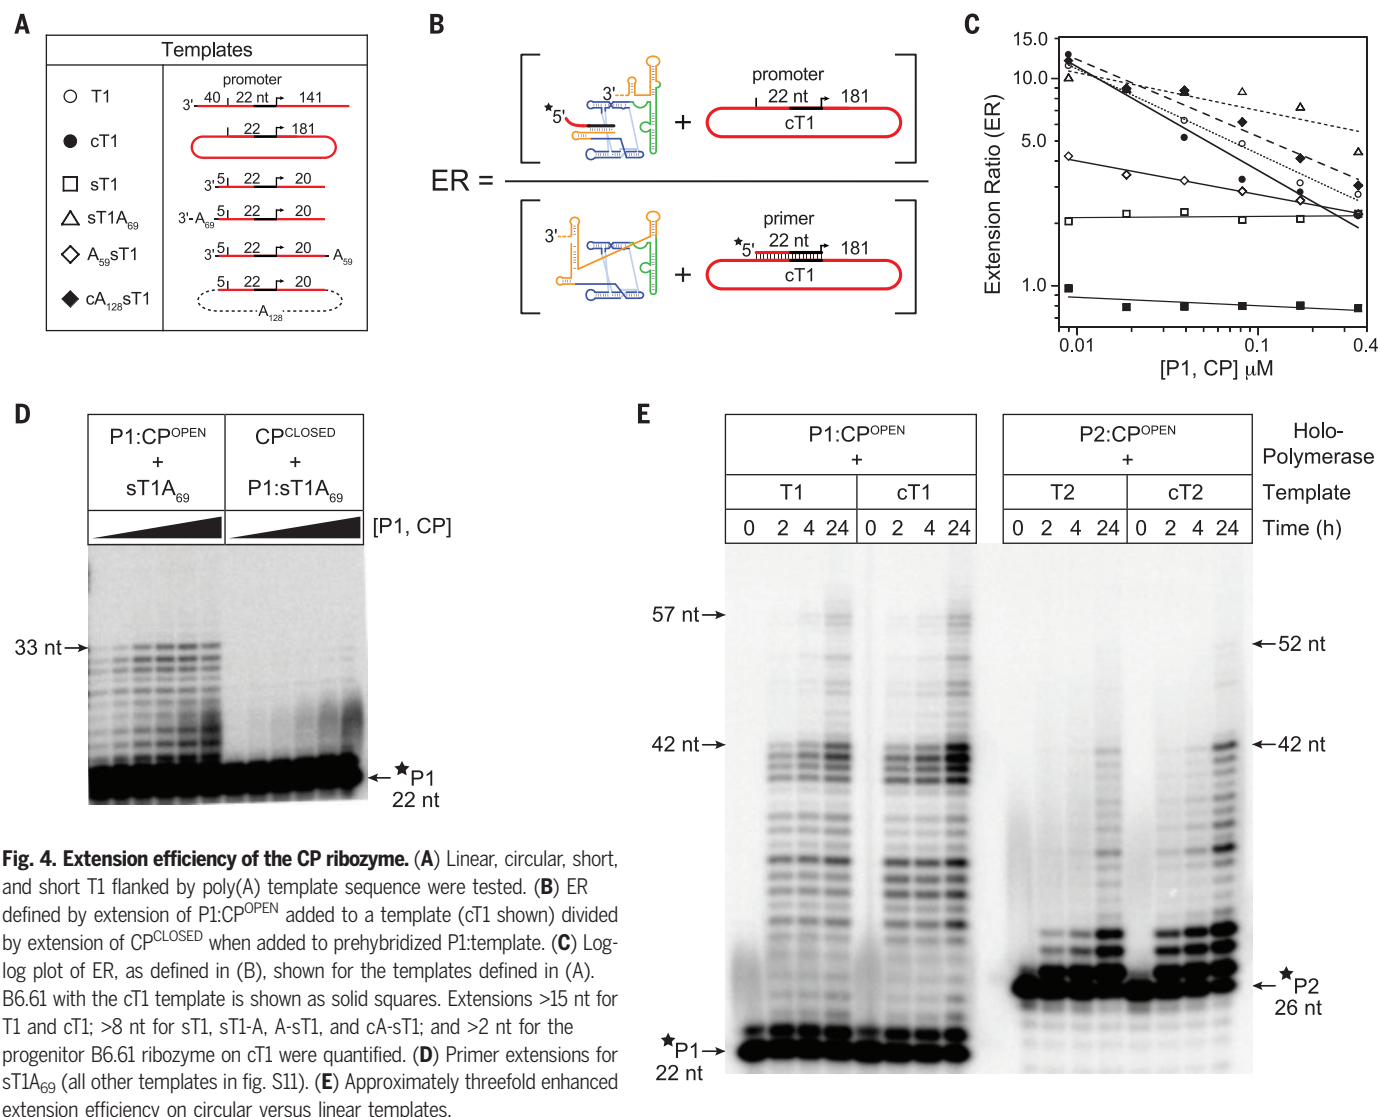 A
Templates
T1
cT1
sT1
sT1A69
A59sT1
cA128sT1
promoter
3' 40 22 nt 141
22 181
3' 5 22 20
3'-A69 5 22 20
3' 5 22 20 A59
5 22 20
A128
B
ER =
3'
★ 5'
+
promoter
22 nt 181
cT1
3'
+
primer
★ 5' 22 nt 181
cT1
C
Extension Ratio (ER)
15.0
10.0
5.0
1.0
0.01 0.1 0.4
[P1, CP] μM
D
P1:CPOPEN
+
sT1A69
CPCLOSED
+
P1:sT1A69
[P1, CP]
33 nt
★P1
22 nt
E
P1:CPOPEN
+
P2:CPOPEN
+
Holo-
Polymerase
T1 cT1 T2 cT2 Template
0 2 4 24 0 2 4 24 0 2 4 24 0 2 4 24 Time (h)
57 nt
42 nt
★P1
22 nt
52 nt
42 nt
★P2
26 nt
Fig. 4. Extension efficiency of the CP ribozyme. (A) Linear, circular, short,
and short T1 flanked by poly(A) template sequence were tested. (B) ER
defined by extension of P1:CPOPEN added to a template (cT1 shown) divided
by extension of CPCLOSED when added to prehybridized P1:template. (C) Log-
log plot of ER, as defined in (B), shown for the templates defined in (A).
B6.61 with the cT1 template is shown as solid squares. Extensions >15 nt for
T1 and cT1; >8 nt for sT1, sT1-A, A-sT1, and cA-sT1; and >2 nt for the
progenitor B6.61 ribozyme on cT1 were quantified. (D) Primer extensions for
sT1A69 (all other templates in fig. S11). (E) Approximately threefold enhanced
extension efficiency on circular versus linear templates.